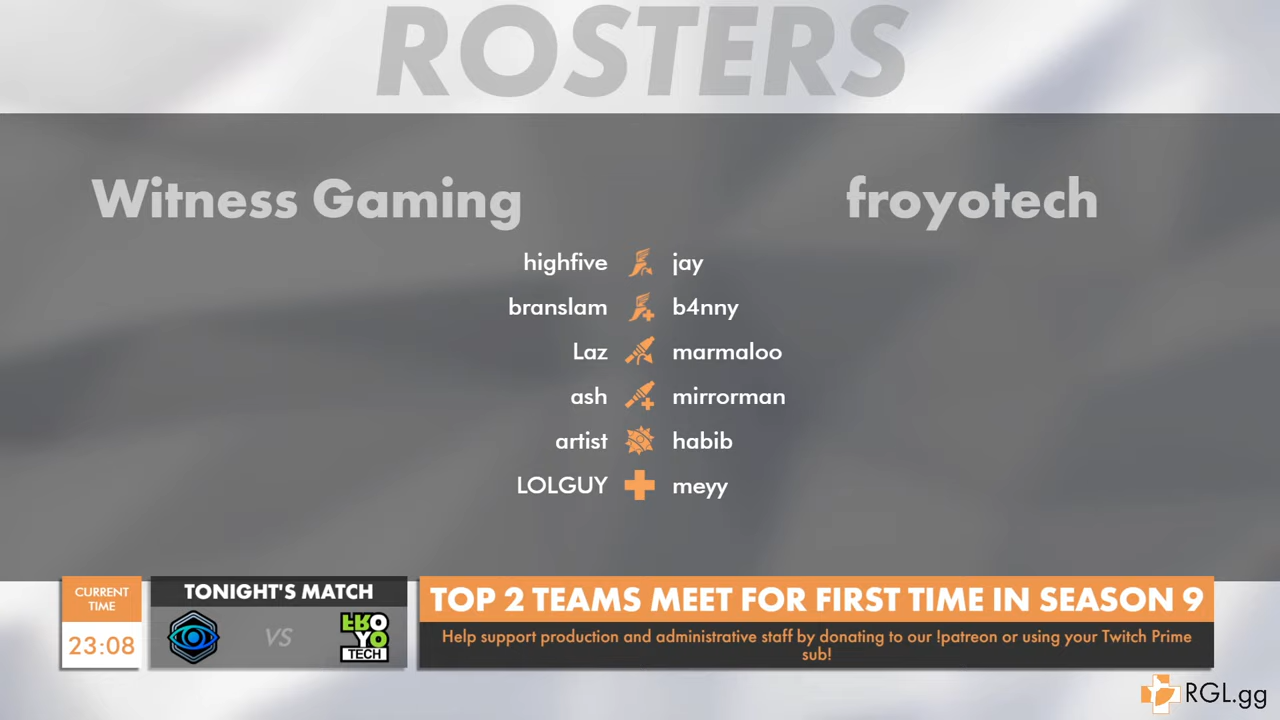 ROSTERS
Witness Gaming
froyotech
highfive jay
branslam b4nny
Laz marmaloo
ash mirrorman
artist habib
LOLGUY meyy
CURRENT
TIME
23:08
TONIGHT'S MATCH
VS
FRO
YO
TECH
TOP 2 TEAMS MEET FOR FIRST TIME IN SEASON 9
Help support production and administrative staff by donating to our !patreon or using your Twitch Prime
sub!
RGL.gg